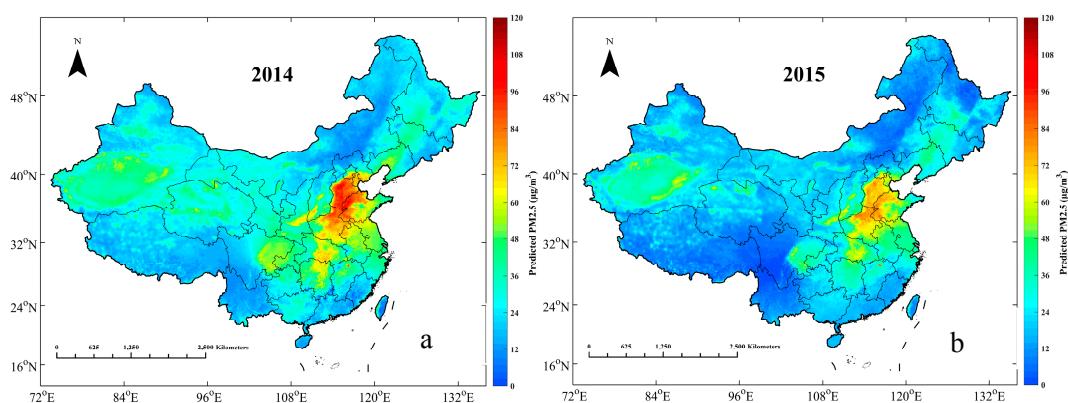 N
2014
48°N
40°N
32°N
24°N
16°N
72°E
84°E
96°E
108°E
120°E
132°E
0
625
1,250
2,500 Kilometers
a
120
108
96
84
72
60
48
36
24
12
0
Predicted PM2.5 (µg/m³)
N
2015
48°N
40°N
32°N
24°N
16°N
72°E
84°E
96°E
108°E
120°E
132°E
0
625
1,250
2,500 Kilometers
b
120
108
96
84
72
60
48
36
24
12
0
Predicted PM2.5 (µg/m³)